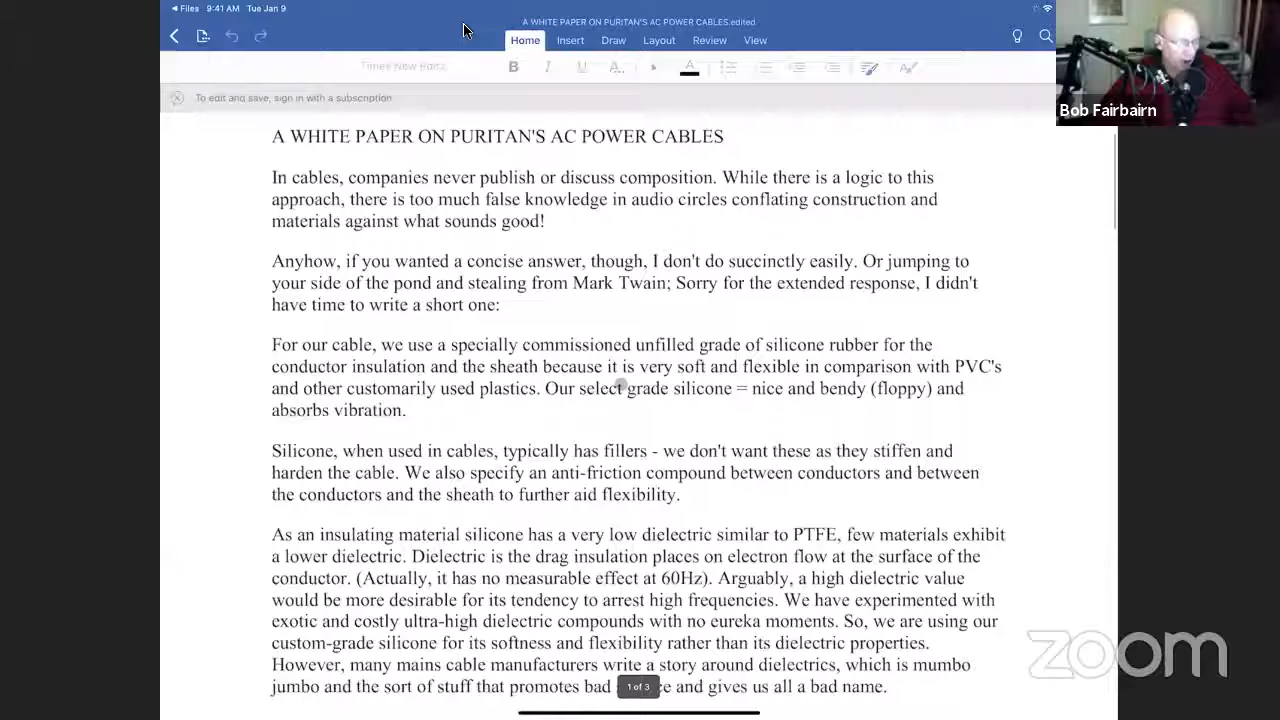 Files 9:41 AM Tue Jan 9
A WHITE PAPER ON PURITAN'S AC POWER CABLES.edited
Home Insert Draw Layout Review View
Times New Roma
B I U A A
To edit and save, sign in with a subscription
Bob Fairbairn
A WHITE PAPER ON PURITAN'S AC POWER CABLES
In cables, companies never publish or discuss composition. While there is a logic to this
approach, there is too much false knowledge in audio circles conflating construction and
materials against what sounds good!
Anyhow, if you wanted a concise answer, though, I don't do succinctly easily. Or jumping to
your side of the pond and stealing from Mark Twain; Sorry for the extended response, I didn't
have time to write a short one:
For our cable, we use a specially commissioned unfilled grade of silicone rubber for the
conductor insulation and the sheath because it is very soft and flexible in comparison with PVC's
and other customarily used plastics. Our select grade silicone = nice and bendy (floppy) and
absorbs vibration.
Silicone, when used in cables, typically has fillers - we don't want these as they stiffen and
harden the cable. We also specify an anti-friction compound between conductors and between
the conductors and the sheath to further aid flexibility.
As an insulating material silicone has a very low dielectric similar to PTFE, few materials exhibit
a lower dielectric. Dielectric is the drag insulation places on electron flow at the surface of the
conductor. (Actually, it has no measurable effect at 60Hz). Arguably, a high dielectric value
would be more desirable for its tendency to arrest high frequencies. We have experimented with
exotic and costly ultra-high dielectric compounds with no eureka moments. So, we are using our
custom-grade silicone for its softness and flexibility rather than its dielectric properties.
However, many mains cable manufacturers write a story around dielectrics, which is mumbo
jumbo and the sort of stuff that promotes bad 1 of 3 ce and gives us all a bad name.
zoom